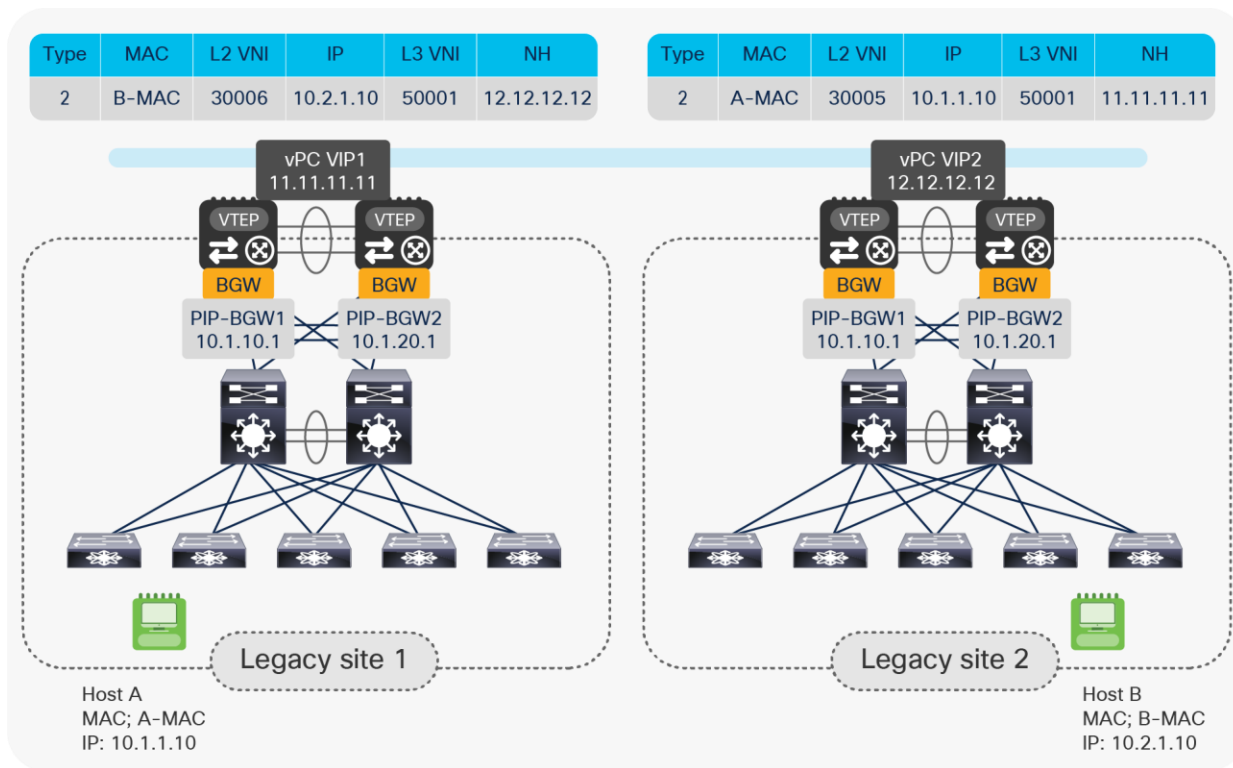 Type MAC L2 VNI IP L3 VNI NH
2 B-MAC 30006 10.2.1.10 50001 12.12.12.12
Type MAC L2 VNI IP L3 VNI NH
2 A-MAC 30005 10.1.1.10 50001 11.11.11.11
vPC VIP1
11.11.11.11
vPC VIP2
12.12.12.12
VTEP
VTEP
VTEP
VTEP
BGW
BGW
BGW
BGW
PIP-BGW1
10.1.10.1
PIP-BGW2
10.1.20.1
PIP-BGW1
10.1.10.1
PIP-BGW2
10.1.20.1
Legacy site 1
Legacy site 2
Host A
MAC; A-MAC
IP: 10.1.1.10
Host B
MAC; B-MAC
IP: 10.2.1.10